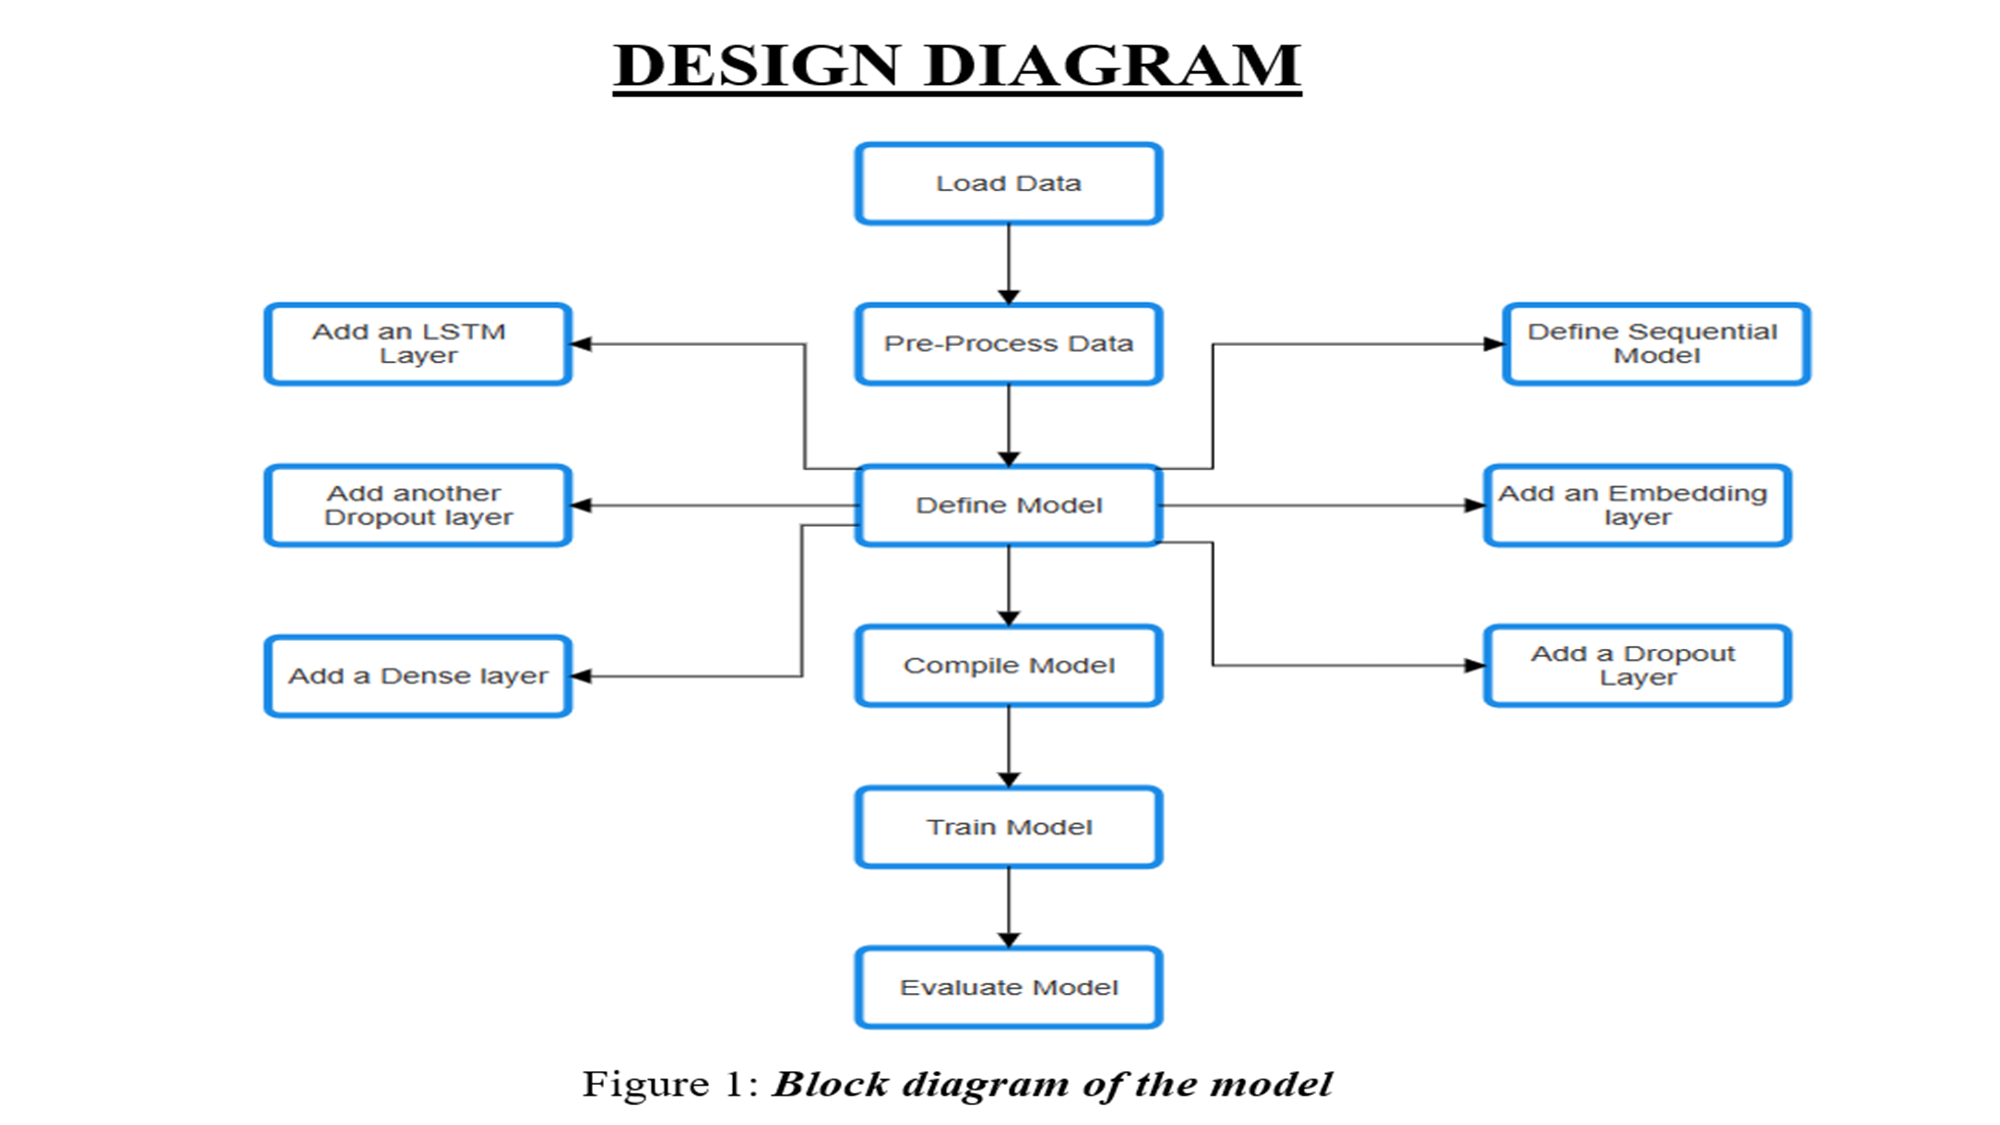 DESIGN DIAGRAM
Load Data
Add an LSTM
Layer
Pre-Process Data
Define Sequential
Model
Add another
Dropout layer
Define Model
Add an Embedding
layer
Add a Dense layer
Compile Model
Add a Dropout
Layer
Train Model
Evaluate Model
Figure 1: Block diagram of the model